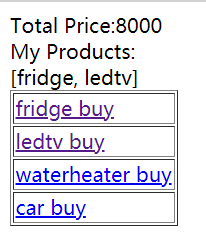 Total Price:8000
My Products:
[fridge, ledtv]
fridge buy
ledtv buy
waterheater buy
car buy